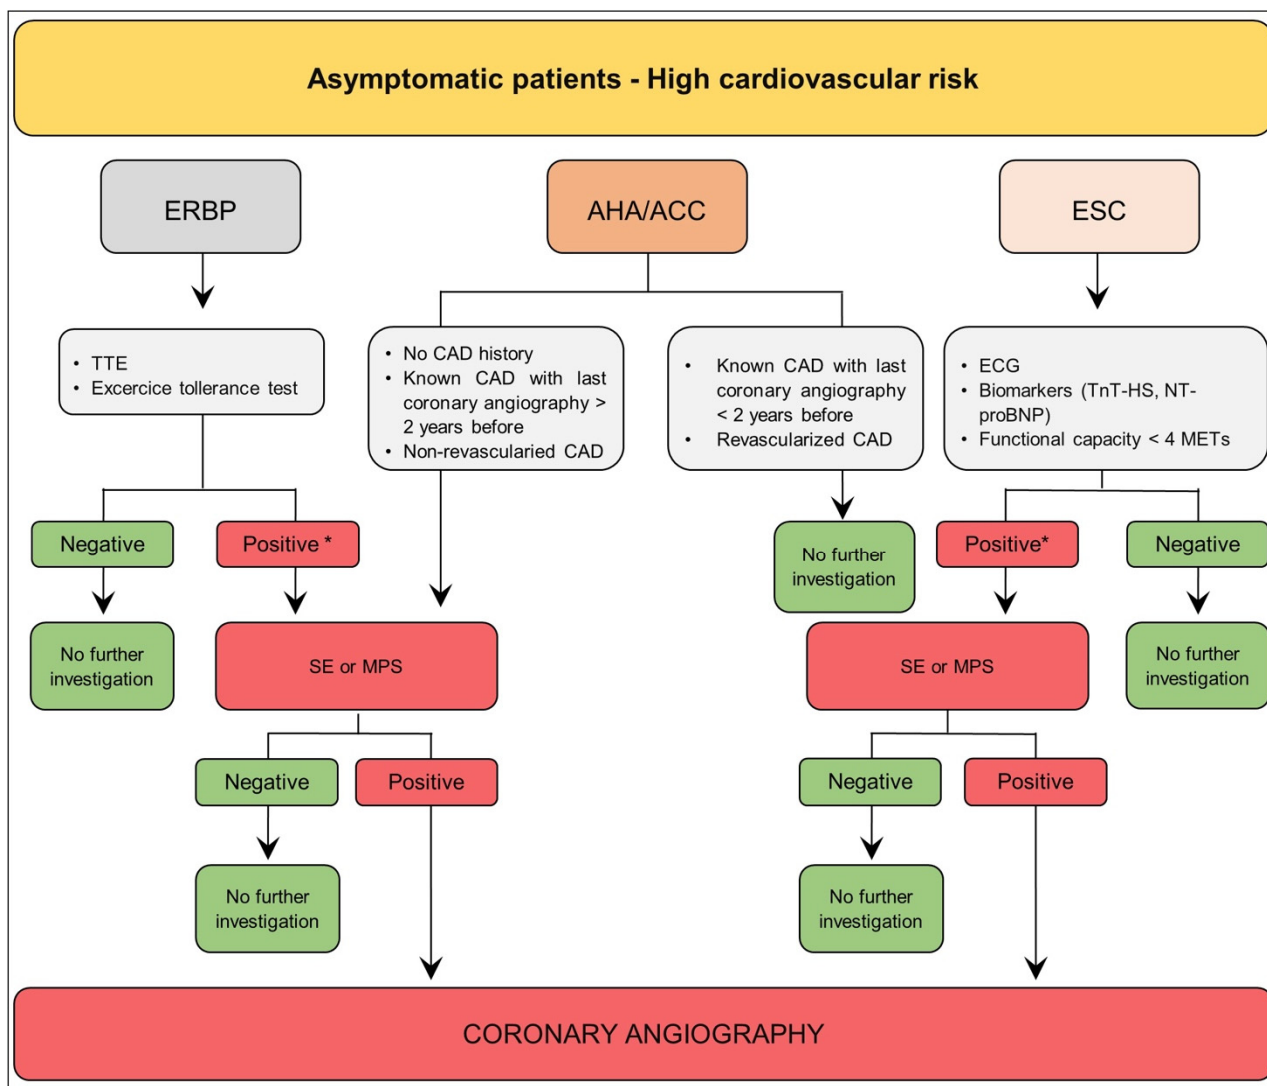 Asymptomatic patients - High cardiovascular risk
ERBP
AHA/ACC
ESC
• TTE
• Excercice tollerance test
• No CAD history
• Known CAD with last
coronary angiography >
2 years before
• Non-revascularied CAD
• Known CAD with last
coronary angiography
< 2 years before
• Revascularized CAD
• ECG
• Biomarkers (TnT-HS, NT-
proBNP)
• Functional capacity < 4 METs
Negative
Positive *
No further
investigation
Positive*
Negative
No further
investigation
SE or MPS
SE or MPS
No further
investigation
Negative
Positive
Negative
Positive
No further
investigation
No further
investigation
CORONARY ANGIOGRAPHY